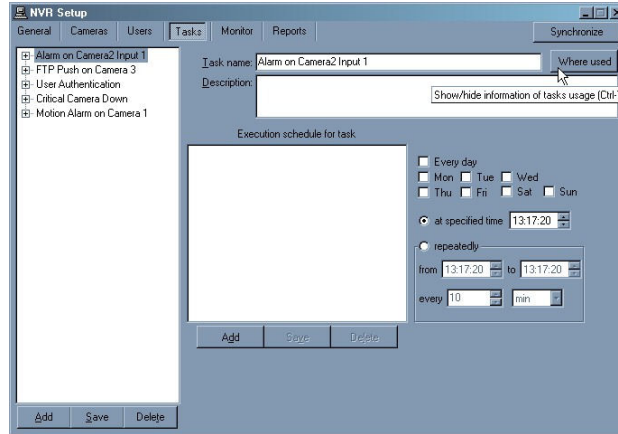 NVR Setup
General Cameras Users Tasks Monitor Reports Synchronize
Alarm on Camera2 Input 1
FTP Push on Camera 3
User Authentication
Critical Camera Down
Motion Alarm on Camera 1
Task name: Alarm on Camera2 Input 1 Where used
Description:
Show/hide information of tasks usage (Ctrl-
Execution schedule for task
Every day
Mon Tue Wed
Thu Fri Sat Sun
at specified time 13:17:20
repeatedly
from 13:17:20 to 13:17:20
every 10 min
Add Save Delete
Add Save Delete